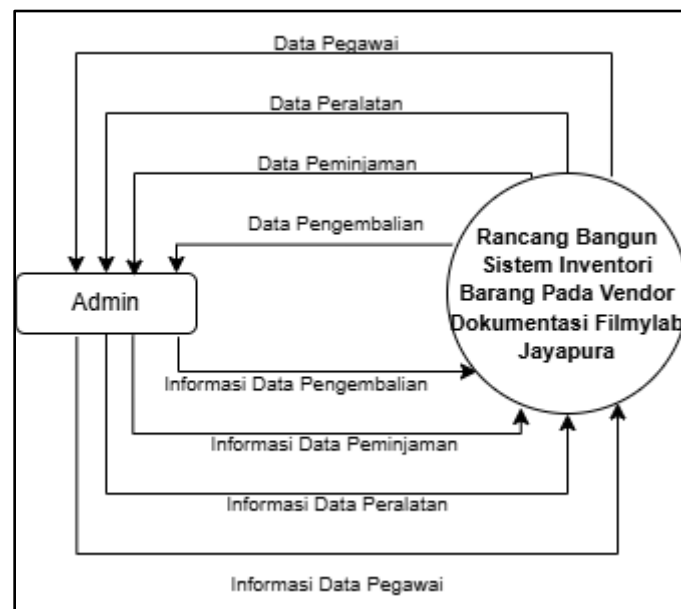 Data Pegawai
Data Peralatan
Data Peminjaman
Data Pengembalian
Rancang Bangun
Sistem Inventori
Barang Pada Vendor
Dokumentasi Filmylab
Jayapura
Admin
Informasi Data Pengembalian
Informasi Data Peminjaman
Informasi Data Peralatan
Informasi Data Pegawai